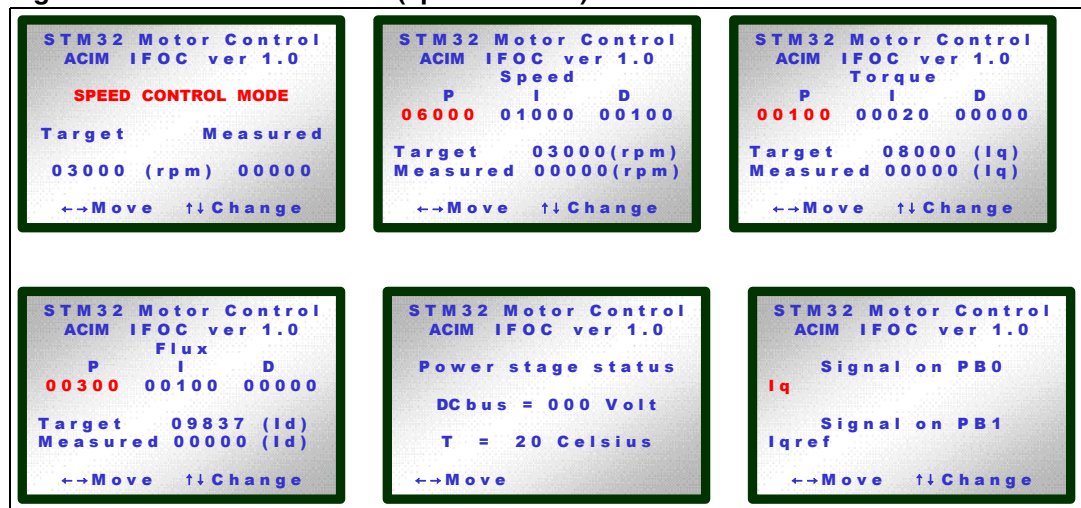 STM32 Motor Control
ACIM IFOC ver 1.0
SPEED CONTROL MODE
Target Measured
03000 (rpm) 00000
←→Move ↑↓Change
STM32 Motor Control
ACIM IFOC ver 1.0
Speed
P I D
06000 01000 00100
Target 03000(rpm)
Measured 00000(rpm)
←→Move ↑↓Change
STM32 Motor Control
ACIM IFOC ver 1.0
Torque
P I D
00100 00020 00000
Target 08000 (Iq)
Measured 00000 (Iq)
←→Move ↑↓Change
STM32 Motor Control
ACIM IFOC ver 1.0
Flux
P I D
00300 00100 00000
Target 09837 (Id)
Measured 00000 (Id)
←→Move ↑↓Change
STM32 Motor Control
ACIM IFOC ver 1.0
Power stage status
DCbus = 000 Volt
T = 20 Celsius
←→Move
STM32 Motor Control
ACIM IFOC ver 1.0
Signal on PB0
Iq
Signal on PB1
Iqref
←→Move ↑↓Change